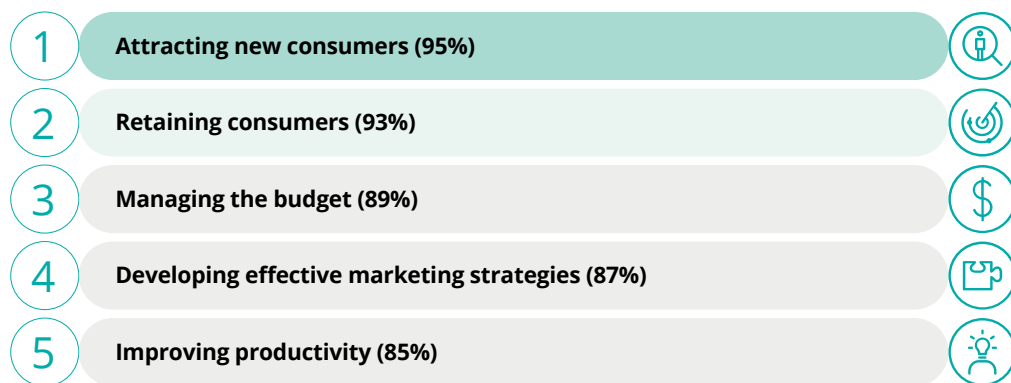 1 Attracting new consumers (95%)
2 Retaining consumers (93%)
3 Managing the budget (89%)
4 Developing effective marketing strategies (87%)
5 Improving productivity (85%)